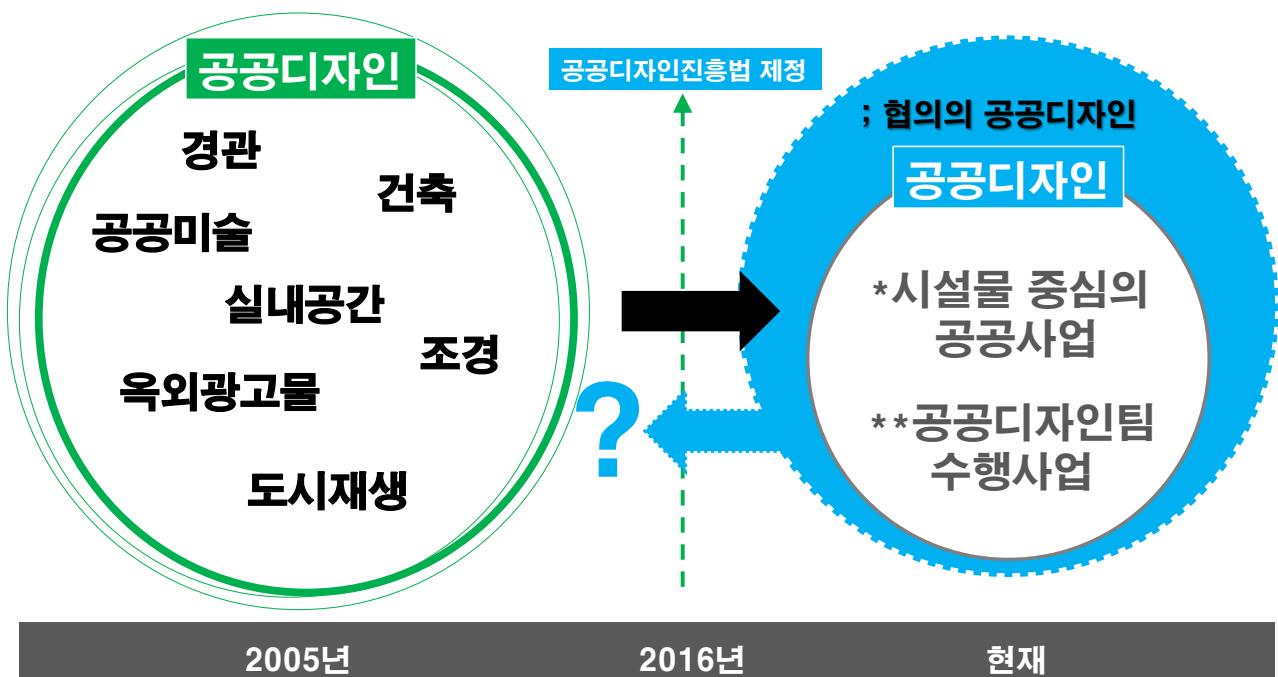 공공디자인
경관
건축
공공미술
실내공간
조경
옥외광고물
도시재생
공공디자인진흥법 제정
?
; 협의의 공공디자인
공공디자인
*시설물 중심의
공공사업
**공공디자인팀
수행사업
2005년
2016년
현재